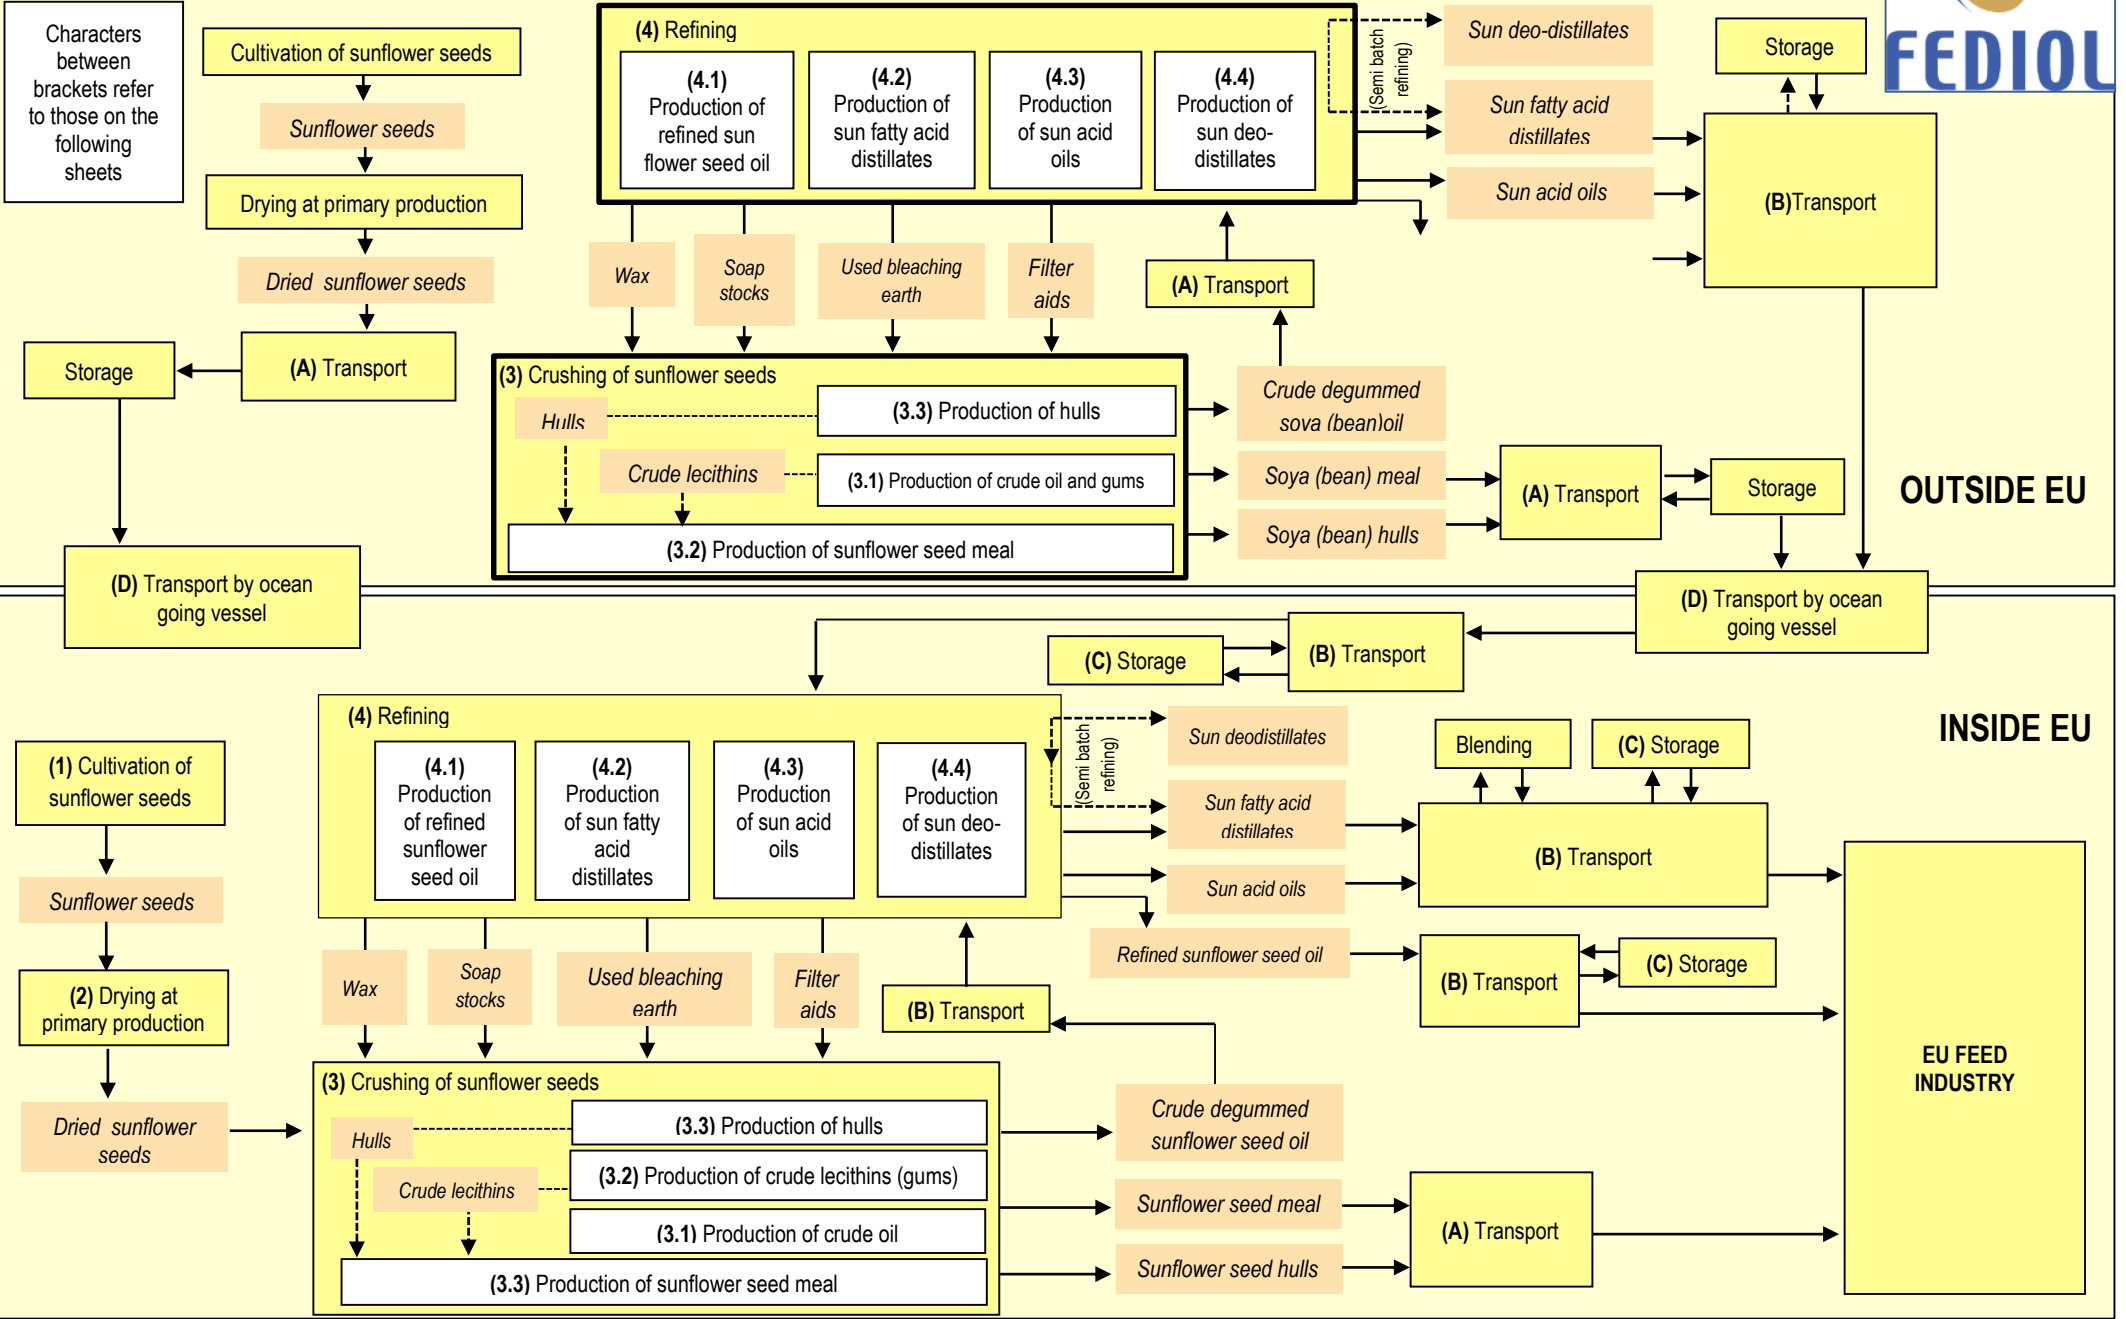 Characters
between
brackets refer
to those on the
following
sheets
Cultivation of sunflower seeds
Sunflower seeds
Drying at primary production
Dried sunflower seeds
(A) Transport
Storage
(D) Transport by ocean
going vessel
(4) Refining
(4.1)
Production of
refined sun
flower seed oil
(4.2)
Production of
sun fatty acid
distillates
(4.3)
Production
of sun acid
oils
(4.4)
Production of
sun deo-
distillates
(Semi batch
refining)
Sun deo-distillates
Sun fatty acid
distillates
Sun acid oils
Storage
(B)Transport
FEDIOL
Wax
Soap
stocks
Used bleaching
earth
Filter
aids
(A) Transport
(3) Crushing of sunflower seeds
Hulls
(3.3) Production of hulls
Crude lecithins
(3.1) Production of crude oil and gums
(3.2) Production of sunflower seed meal
Crude degummed
soya (bean)oil
Soya (bean) meal
Soya (bean) hulls
(A) Transport
Storage
OUTSIDE EU
(D) Transport by ocean
going vessel
(B) Transport
(C) Storage
INSIDE EU
(1) Cultivation of
sunflower seeds
Sunflower seeds
(2) Drying at
primary production
Dried sunflower
seeds
(4) Refining
(4.1)
Production
of refined
sunflower
seed oil
(4.2)
Production
of sun fatty
acid
distillates
(4.3)
Production
of sun acid
oils
(4.4)
Production
of sun deo-
distillates
(Semi batch
refining)
Sun deodistillates
Sun fatty acid
distillates
Sun acid oils
Refined sunflower seed oil
Blending
(C) Storage
(B) Transport
(B) Transport
(C) Storage
Wax
Soap
stocks
Used bleaching
earth
Filter
aids
(B) Transport
(3) Crushing of sunflower seeds
Hulls
(3.3) Production of hulls
(3.2) Production of crude lecithins (gums)
Crude lecithins
(3.1) Production of crude oil
(3.3) Production of sunflower seed meal
Crude degummed
sunflower seed oil
Sunflower seed meal
Sunflower seed hulls
(A) Transport
EU FEED
INDUSTRY